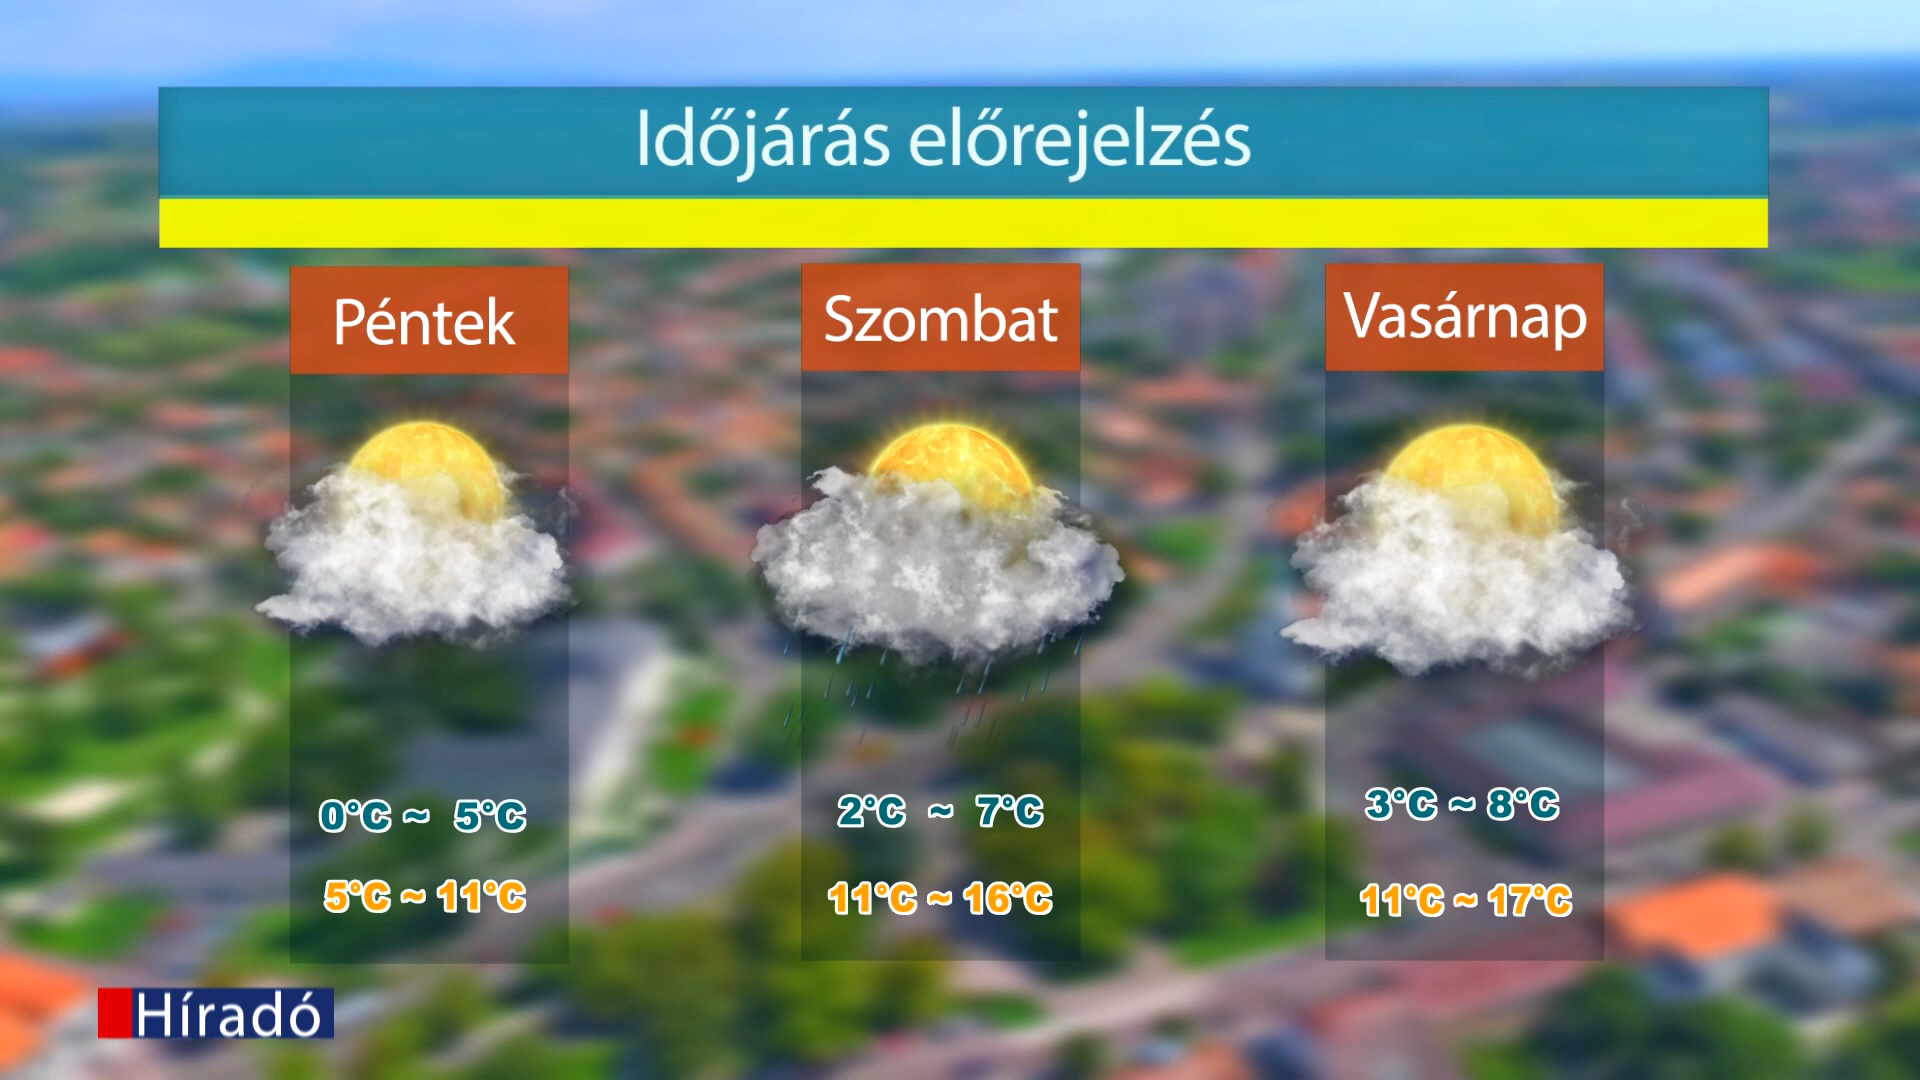 Időjárás előrejelzés
Péntek
Szombat
Vasárnap
0°C ~ 5°C
2°C ~ 7°C
3°C ~ 8°C
5°C ~ 11°C
11°C ~ 16°C
11°C ~ 17°C
Híradó